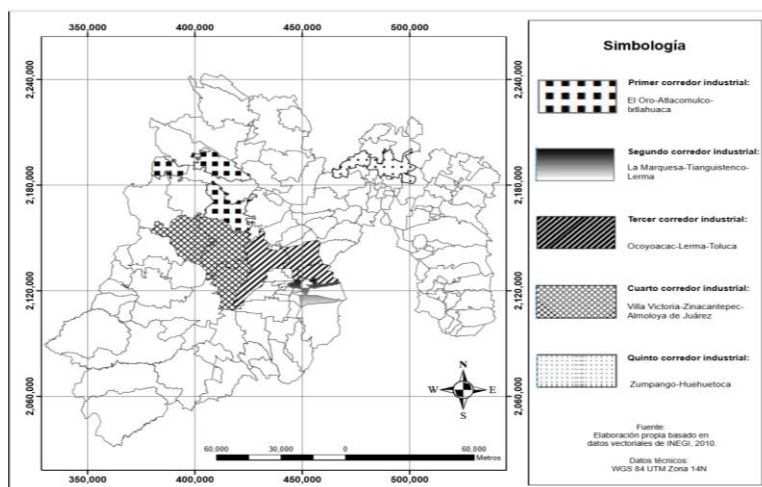 350,000
400,000
450,000
500,000
2,240,000
2,180,000
2,120,000
2,060,000
2,240,000
2,180,000
2,120,000
2,060,000
N
W
E
S
60,000
30,000
0
60,000
Metros
350,000
400,000
450,000
500,000
Simbología
Primer corredor industrial:
El Oro-Atlacomulco-
Ixtlahuaca
Segundo corredor industrial:
La Marquesa-Tianguistenco-
Lerma
Tercer corredor industrial:
Ocoyoacac-Lerma-Toluca
Cuarto corredor industrial:
Villa Victoria-Zinacantepec-
Almoloya de Juárez
Quinto corredor industrial:
Zumpango-Huehuetoca
Fuente:
Elaboración propia basado en
datos vectoriales de INEGI, 2010.
Datos técnicos:
WGS 84 UTM Zona 14N